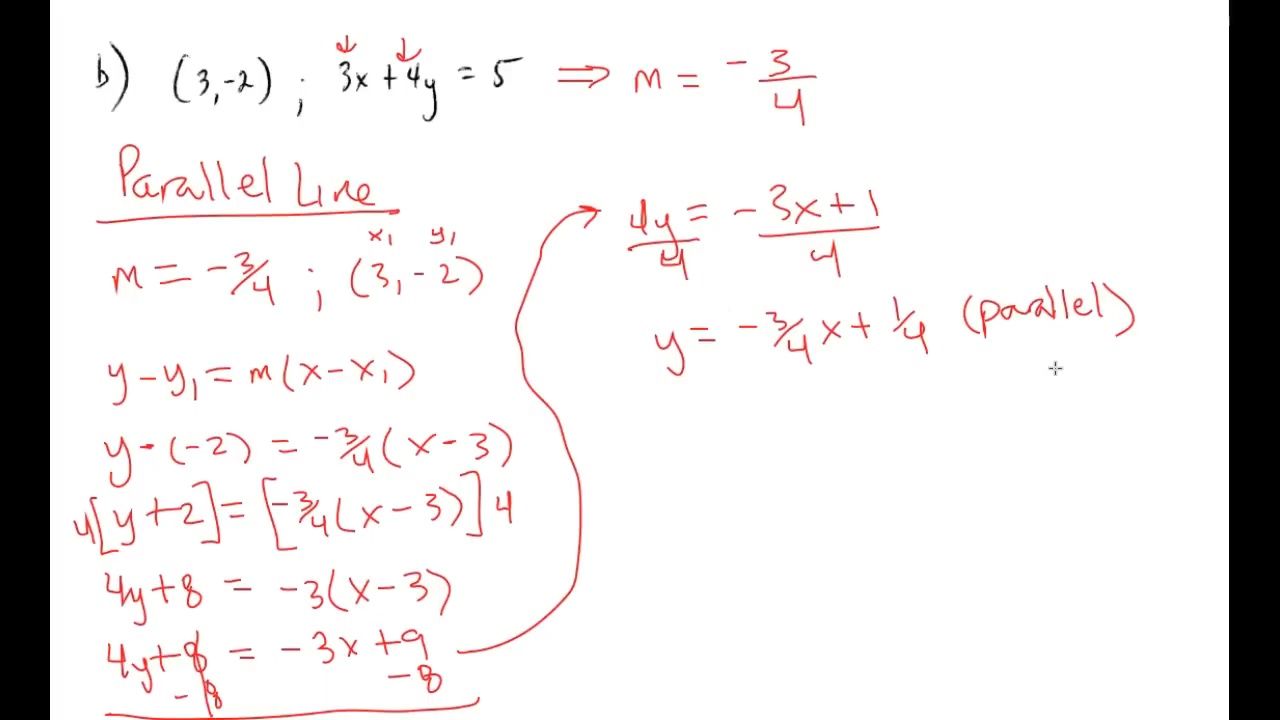 b) (3,-2) ; 3x + 4y = 5 ⇒ m = -3/4
Parallel Line
x₁ y₁
m = -3/4 ; (3, -2)
y - y₁ = m(x - x₁)
y - (-2) = -3/4(x - 3)
4[y + 2] = [-3/4(x - 3)]4
4y + 8 = -3(x - 3)
4y + 8 = -3x + 9
-8 -8
4y/4 = -3x + 1/4
y = -3/4x + 1/4 (parallel)